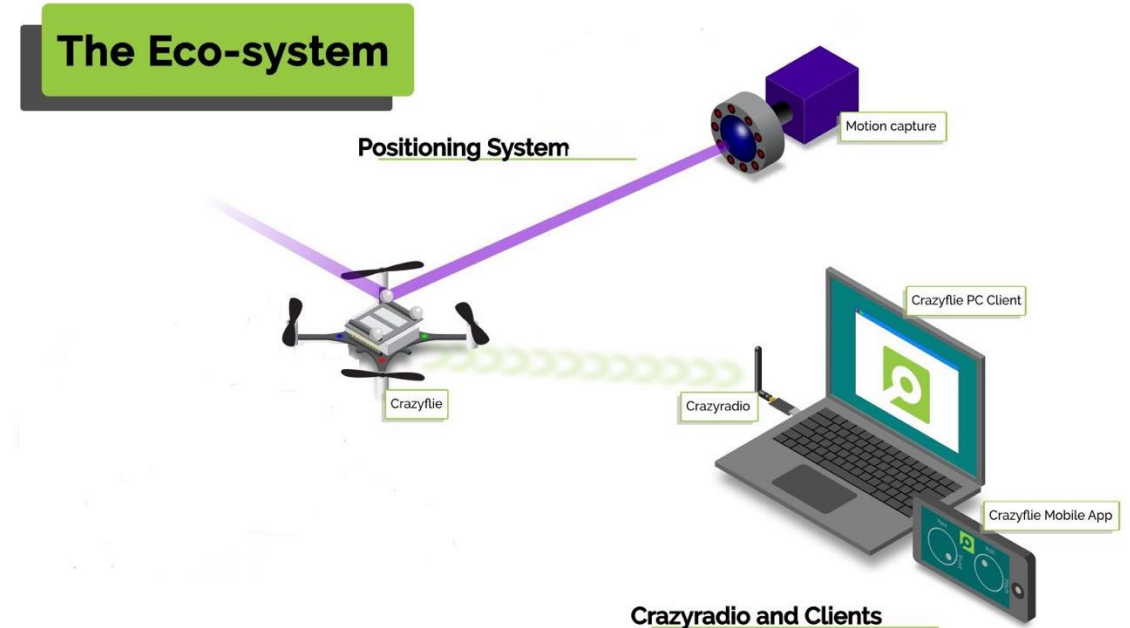 The Eco-system
Positioning System
Motion capture
Crazyflie PC Client
Crazyflie
Crazyradio
Crazyflie Mobile App
Crazyradio and Clients